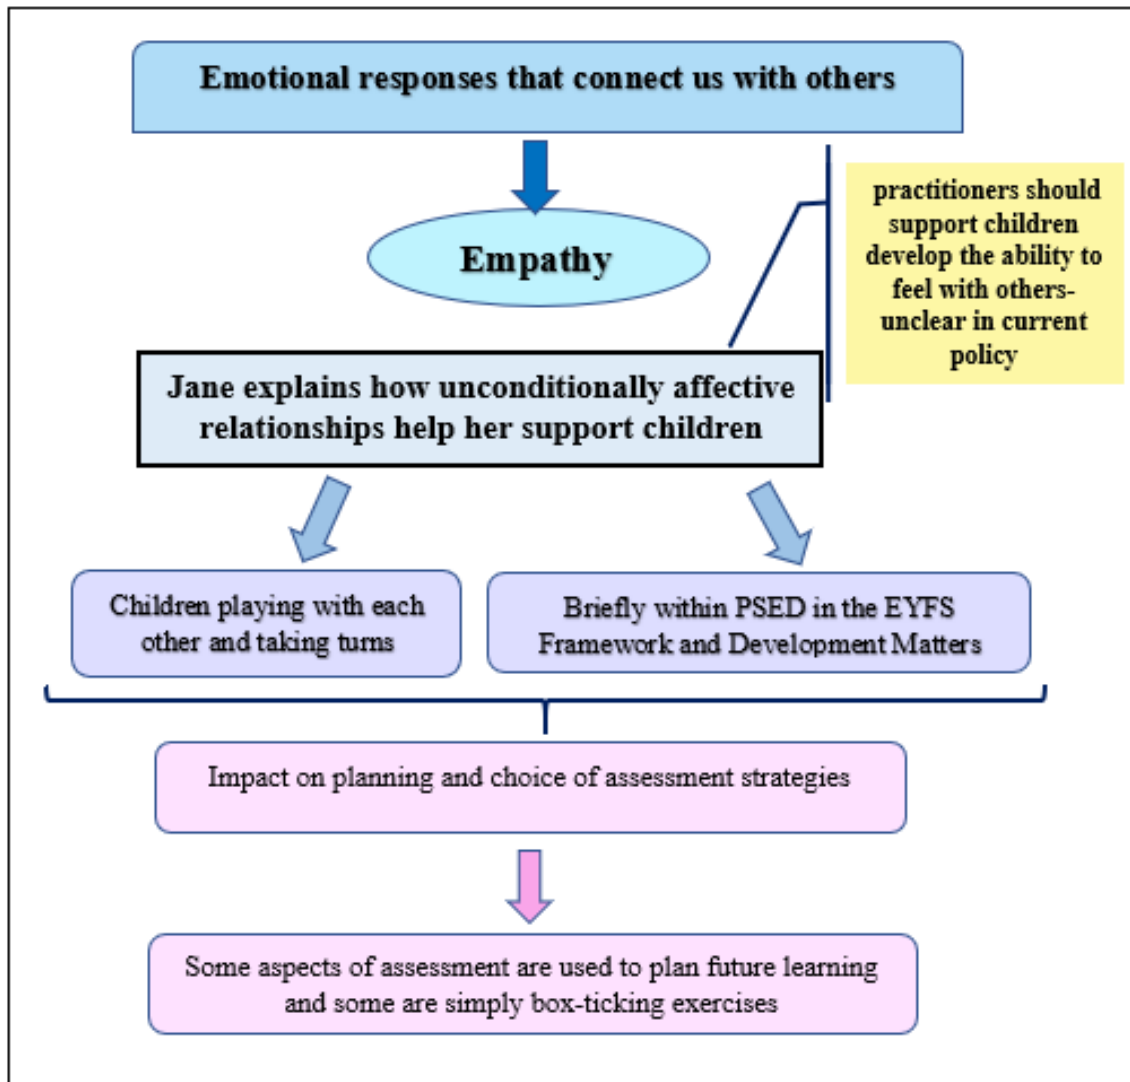 Emotional responses that connect us with others
Empathy
practitioners should
support children
develop the ability to
feel with others-
unclear in current
policy
Jane explains how unconditionally affective
relationships help her support children
Children playing with each
other and taking turns
Briefly within PSED in the EYFS
Framework and Development Matters
Impact on planning and choice of assessment strategies
Some aspects of assessment are used to plan future learning
and some are simply box-ticking exercises